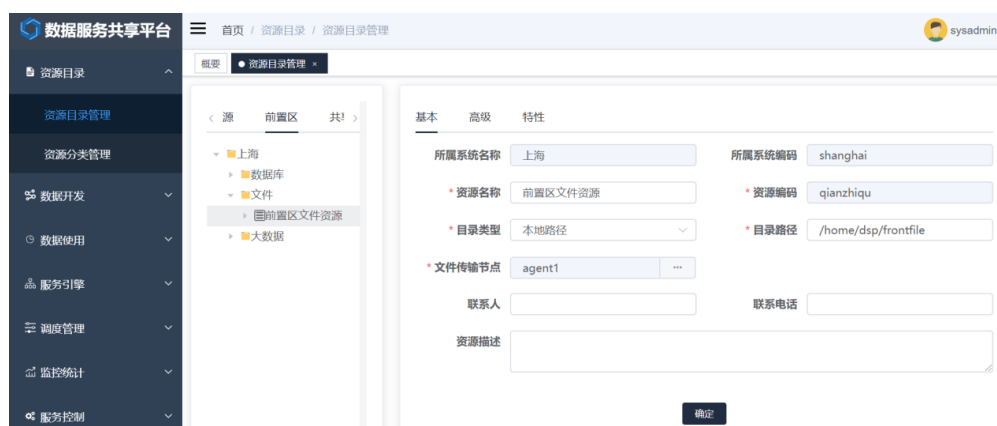 数据服务共享平台
首页 / 资源目录 / 资源目录管理
sysadmin
资源目录
资源目录管理
资源分类管理
数据开发
数据使用
服务引擎
调度管理
监控统计
服务控制
概要
资源目录管理 ×
源 前置区
上海
数据库
文件
前置区文件资源
大数据
基本 高级 特性
所属系统名称 上海 所属系统编码 shanghai
* 资源名称 前置区文件资源 * 资源编码 qianzhiqu
* 目录类型 本地路径 * 目录路径 /home/dsp/frontfile
* 文件传输节点 agent1 ···
联系人 联系电话
资源描述
确定